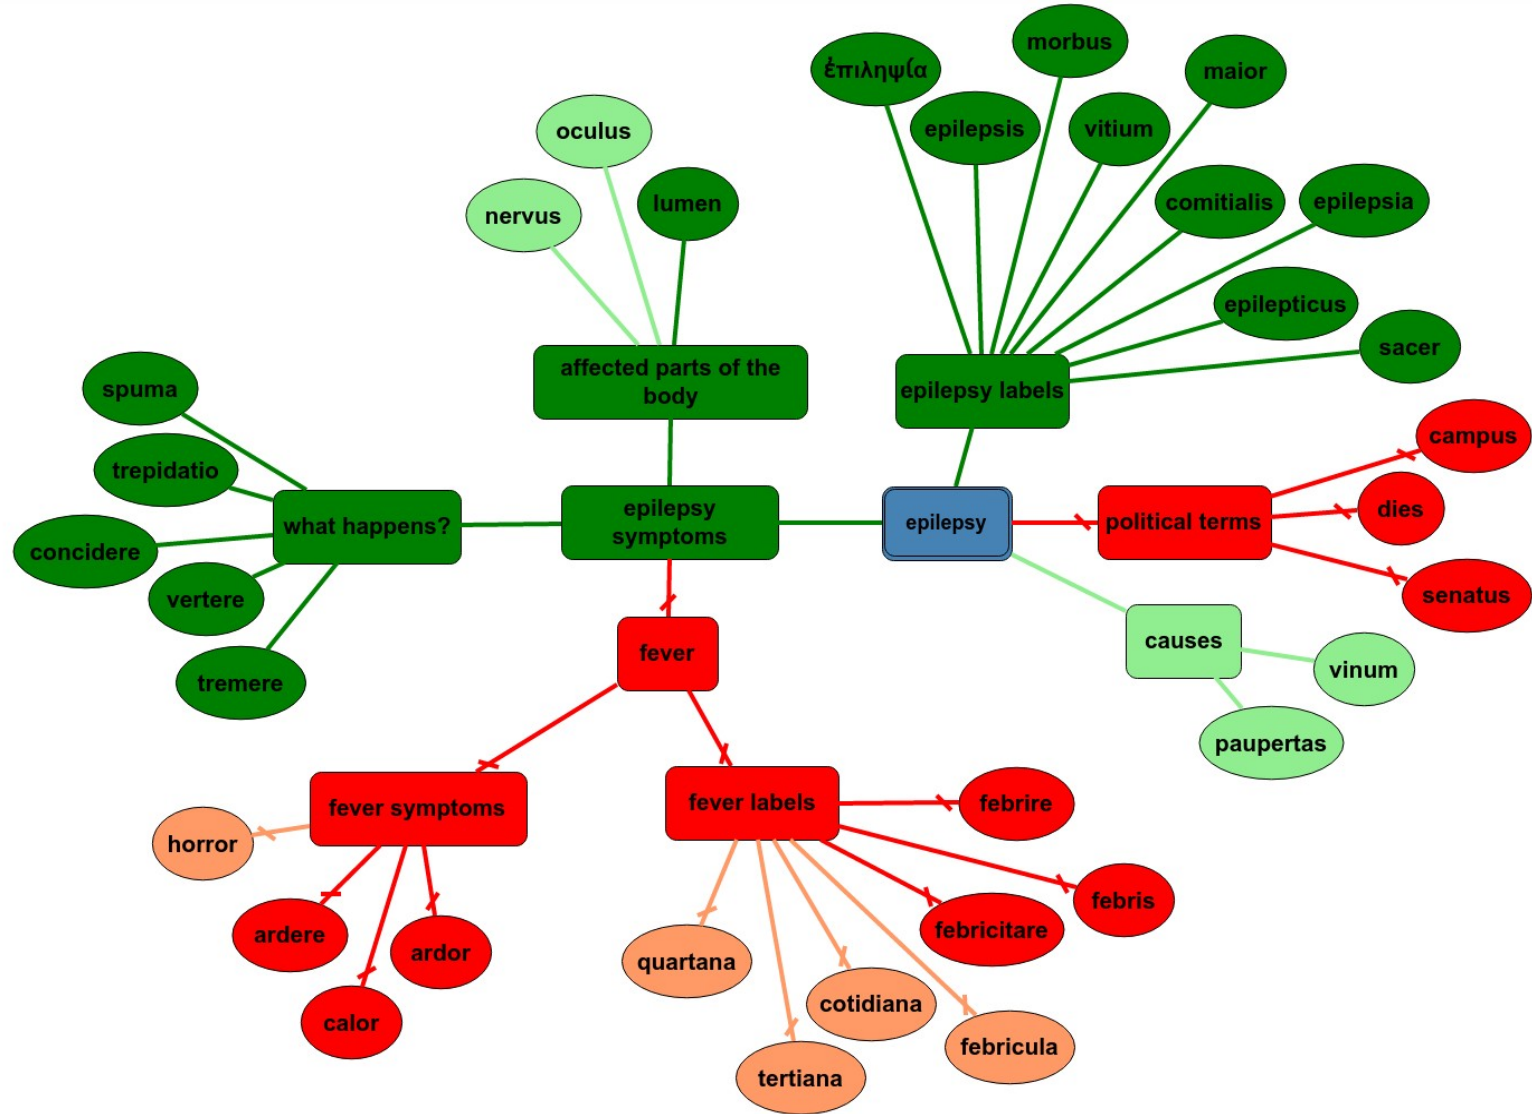 morbus
ἐπιληψία
maior
epilepsis
vitium
oculus
nervus
lumen
comitialis
epilepsia
epilepticus
sacer
affected parts of the
body
epilepsy labels
spuma
trepidatio
concidere
vertere
tremere
what happens?
epilepsy
symptoms
epilepsy
political terms
campus
dies
senatus
causes
vinum
paupertas
fever
fever symptoms
horror
ardere
calor
ardor
fever labels
febrire
febris
febricitare
quartana
cotidiana
febricula
tertiana